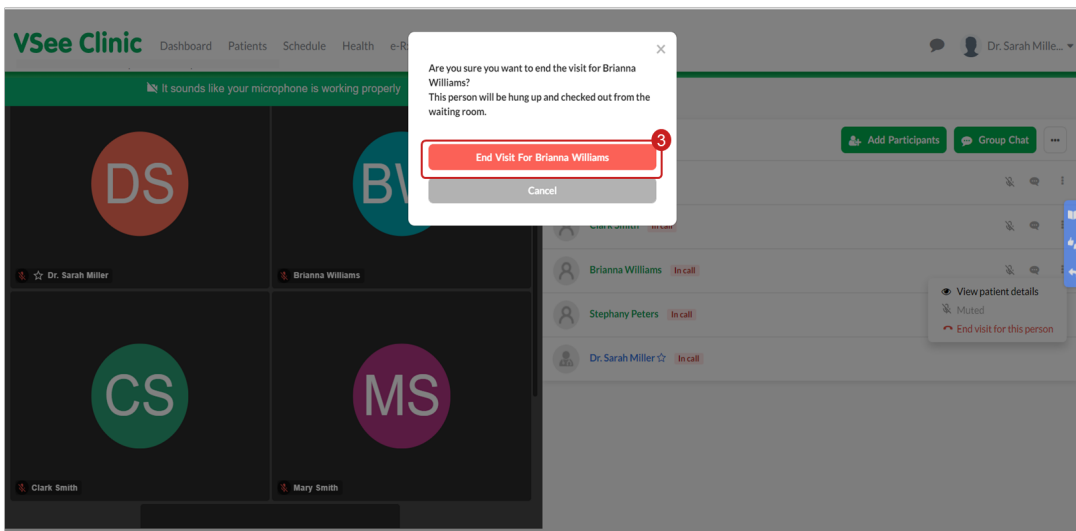 VSee Clinic
Dashboard
Patients
Schedule
Health
Dr. Sarah Mille...
It sounds like your microphone is working properly
Are you sure you want to end the visit for Brianna
Williams?
This person will be hung up and checked out from the
waiting room.
3
End Visit For Brianna Williams
Cancel
Add Participants
Group Chat
DS
Dr. Sarah Miller
Brianna Williams
CS
Clark Smith
MS
Mary Smith
Clark Smith In call
Brianna Williams In call
View patient details
Muted
End visit for this person
Stephany Peters In call
Dr. Sarah Miller In call